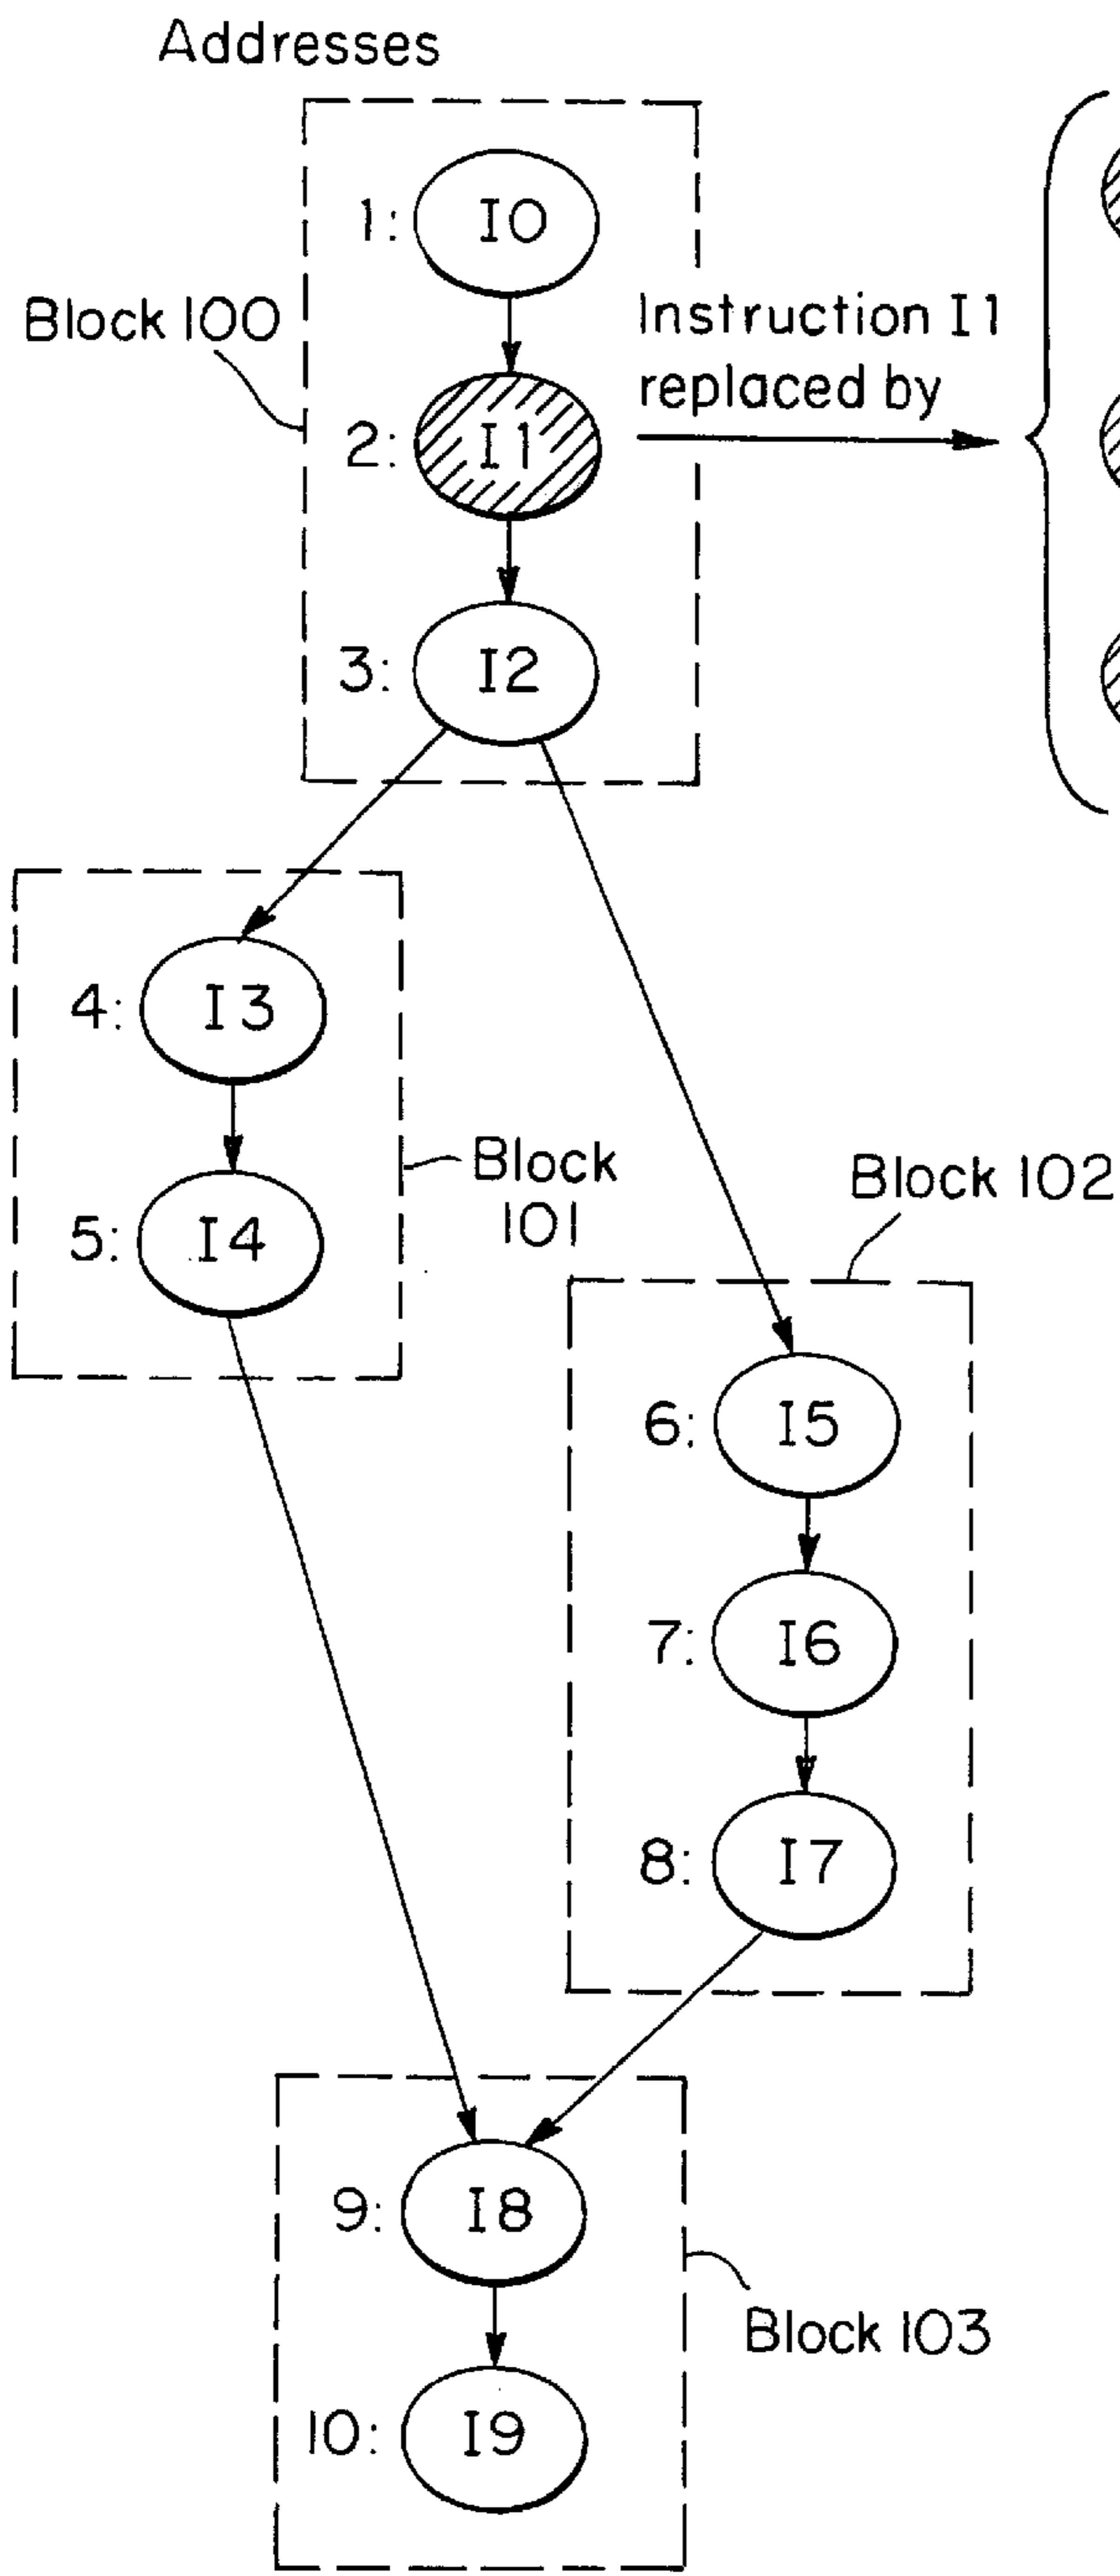 Addresses
1: I0
Block 100
Instruction I1
replaced by
2: I1
3: I2
4: I3
Block
101
Block 102
5: I4
6: I5
7: I6
8: I7
9: I8
Block 103
10: I9